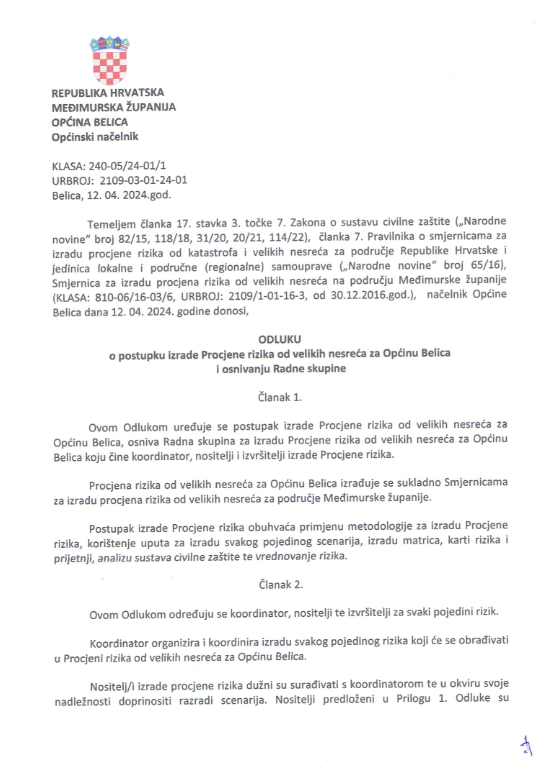 REPUBLIKA HRVATSKA
MEĐIMURSKA ŽUPANIJA
OPĆINA BELICA
Općinski načelnik
KLASA: 240-05/24-01/1
URBROJ: 2109-03-01-24-01
Belica, 12. 04. 2024.god.
Temeljem članka 17. stavka 3. točke 7. Zakona o sustavu civilne zaštite („Narodne
novine“ broj 82/15, 118/18, 31/20, 20/21, 114/22), članka 7. Pravilnika o smjernicama za
izradu procjene rizika od katastrofa i velikih nesreća za područje Republike Hrvatske i
jedinica lokalne i područne (regionalne) samouprave („Narodne novine“ broj 65/16),
Smjernica za izradu procjena rizika od velikih nesreća na području Međimurske županije
(KLASA: 810-06/16-03/6, URBROJ: 2109/1-01-16-3, od 30.12.2016.god.), načelnik Općine
Belica dana 12. 04. 2024. godine donosi,
ODLUKU
o postupku izrade Procjene rizika od velikih nesreća za Općinu Belica
i osnivanju Radne skupine
Članak 1.
Ovom Odlukom uređuje se postupak izrade Procjene rizika od velikih nesreća za
Općinu Belica, osniva Radna skupina za izradu Procjene rizika od velikih nesreća za Općinu
Belica koju čine koordinator, nositelji i izvršitelji izrade Procjene rizika.
Procjena rizika od velikih nesreća za Općinu Belica izrađuje se sukladno Smjernicama
za izradu procjena rizika od velikih nesreća za područje Međimurske županije.
Postupak izrade Procjene rizika obuhvaća primjenu metodologije za izradu Procjene
rizika, korištenje uputa za izradu svakog pojedinog scenarija, izradu matrica, karti rizika i
prijetnji, analizu sustava civilne zaštite te vrednovanje rizika.
Članak 2.
Ovom Odlukom određuju se koordinator, nositelji te izvršitelji za svaki pojedini rizik.
Koordinator organizira i koordinira izradu svakog pojedinog rizika koji će se obrađivati
u Procjeni rizika od velikih nesreća za Općinu Belica.
Nositelj/i izrade procjene rizika dužni su surađivati s koordinatorom te u okviru svoje
nadležnosti doprinositi razradi scenarija. Nositelji predloženi u Prilogu 1. Odluke su